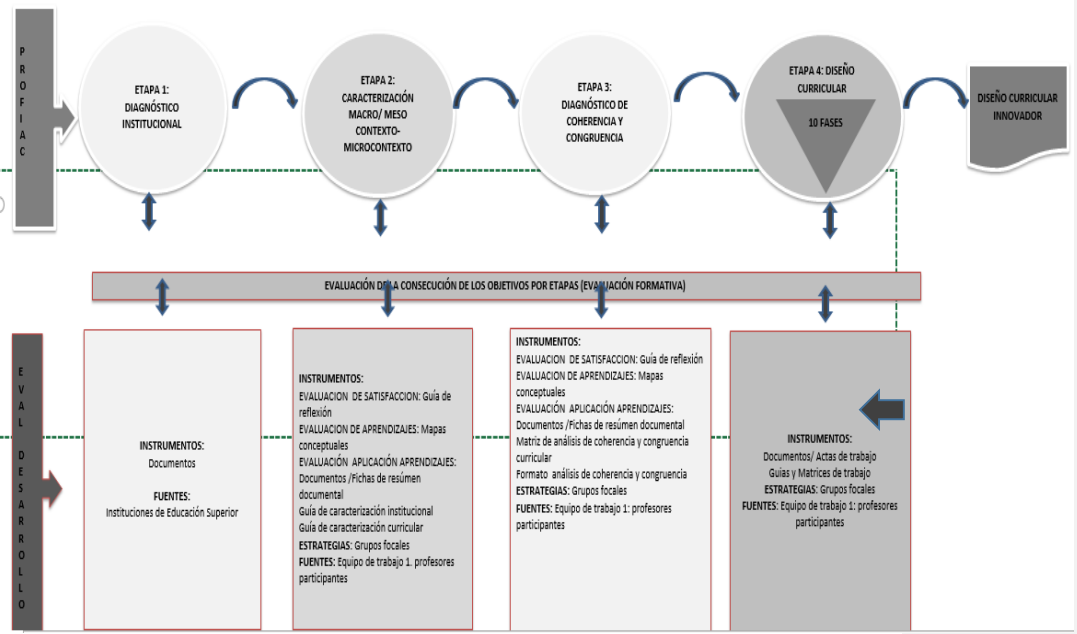 PROFIAC
ETAPA 1:
DIAGNÓSTICO
INSTITUCIONAL
ETAPA 2:
CARACTERIZACIÓN
MACRO/ MESO
CONTEXTO-
MICROCONTEXTO
ETAPA 3:
DIAGNÓSTICO DE
COHERENCIA Y
CONGRUENCIA
ETAPA 4: DISEÑO
CURRICULAR
10 FASES
DISEÑO CURRICULAR
INNOVADOR
EVALUACIÓN DE LA CONSECUCIÓN DE LOS OBJETIVOS POR ETAPAS (EVALUACIÓN FORMATIVA)
EVAL DESARROLLO
INSTRUMENTOS:
Documentos
FUENTES:
Instituciones de Educación Superior
INSTRUMENTOS:
EVALUACION DE SATISFACCION: Guía de
reflexión
EVALUACION DE APRENDIZAJES: Mapas
conceptuales
EVALUACIÓN APLICACIÓN APRENDIZAJES:
Documentos /Fichas de resúmen
documental
Guía de caracterización institucional
Guía de caracterización curricular
ESTRATEGIAS: Grupos focales
FUENTES: Equipo de trabajo 1. profesores
participantes
INSTRUMENTOS:
EVALUACION DE SATISFACCION: Guía de reflexión
EVALUACION DE APRENDIZAJES: Mapas
conceptuales
EVALUACIÓN APLICACIÓN APRENDIZAJES:
Documentos /Fichas de resúmen documental
Matriz de análisis de coherencia y congruencia
curricular
Formato análisis de coherencia y congruencia
ESTRATEGIAS: Grupos focales
FUENTES: Equipo de trabajo 1: profesores
participantes
INSTRUMENTOS:
Documentos/ Actas de trabajo
Guias y Matrices de trabajo
ESTRATEGIAS: Grupos focales
FUENTES: Equipo de trabajo 1: profesores
participantes